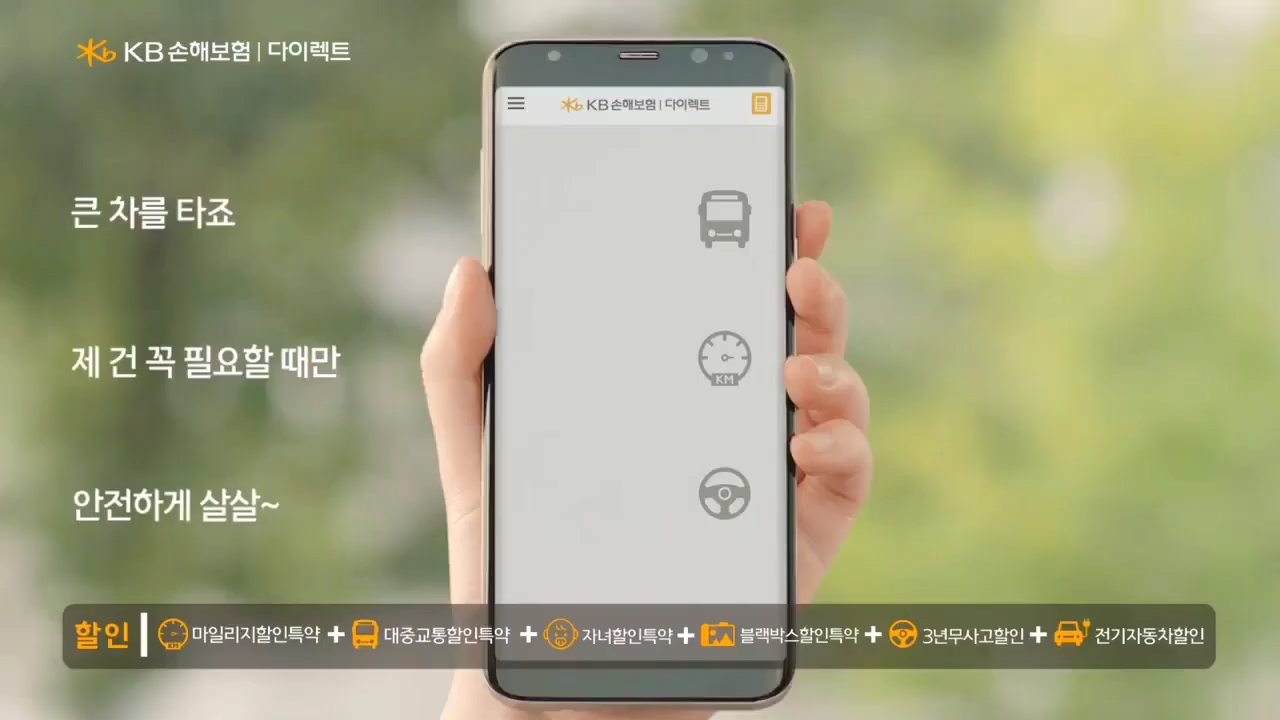 KB 손해보험 | 다이렉트
KB 손해보험 | 다이렉트
큰 차를 타죠
제 건 꼭 필요할 때만
KM
안전하게 살살~
할인 | KM 마일리지할인특약 + 대중교통할인특약 + 자녀할인특약 + 블랙박스할인특약 + 3년무사고할인 + 전기자동차할인